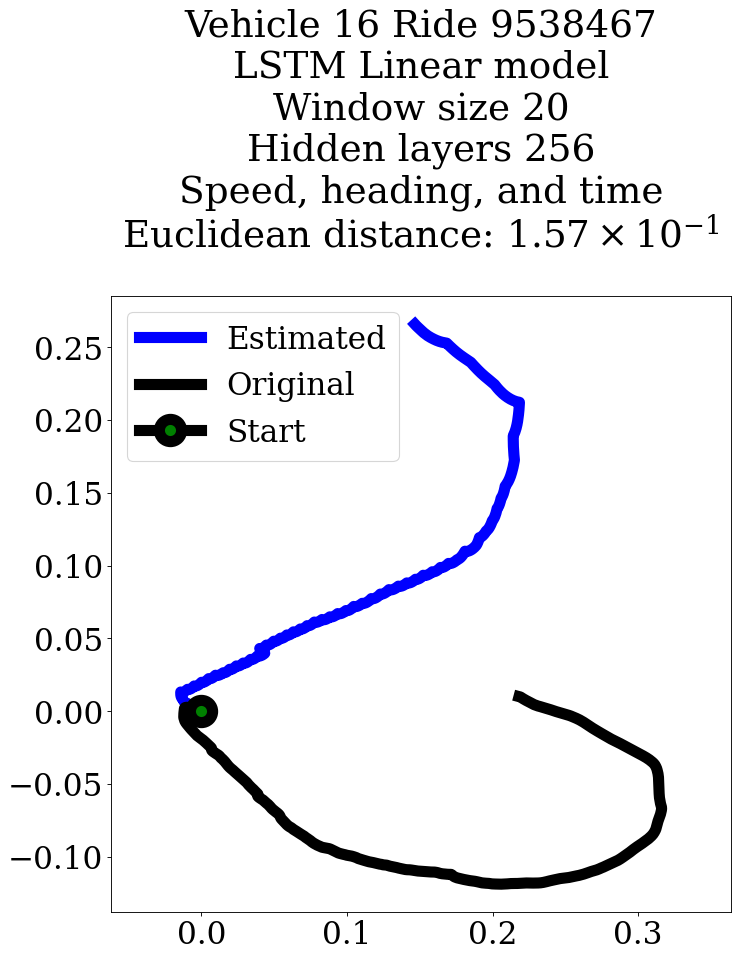 Vehicle 16 Ride 9538467
LSTM Linear model
Window size 20
Hidden layers 256
Speed, heading, and time
Euclidean distance: 1.57 × 10⁻¹
Estimated
Original
Start
0.25
0.20
0.15
0.10
0.05
0.00
−0.05
−0.10
0.0 0.1 0.2 0.3